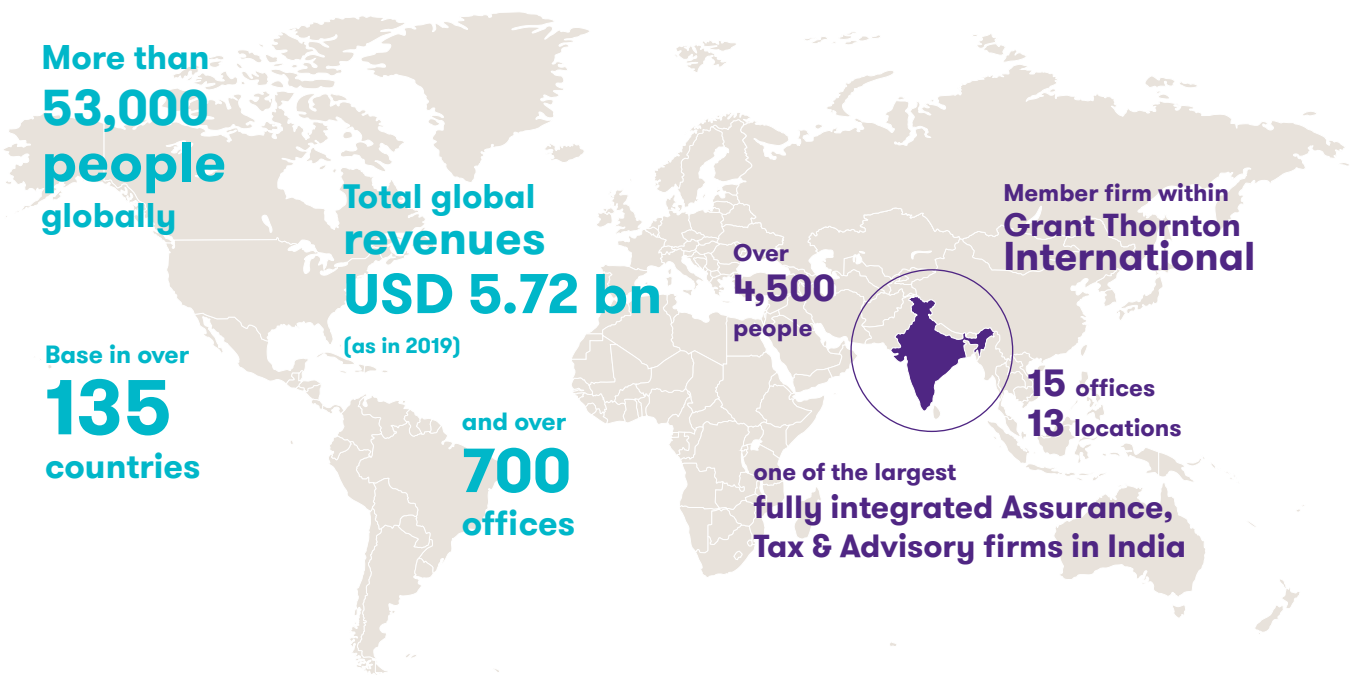 More than
53,000
people
globally
Total global
revenues
USD 5.72 bn
(as in 2019)
Base in over
135
countries
and over
700
offices
Member firm within
Grant Thornton
International
Over
4,500
people
15 offices
13 locations
one of the largest
fully integrated Assurance,
Tax & Advisory firms in India